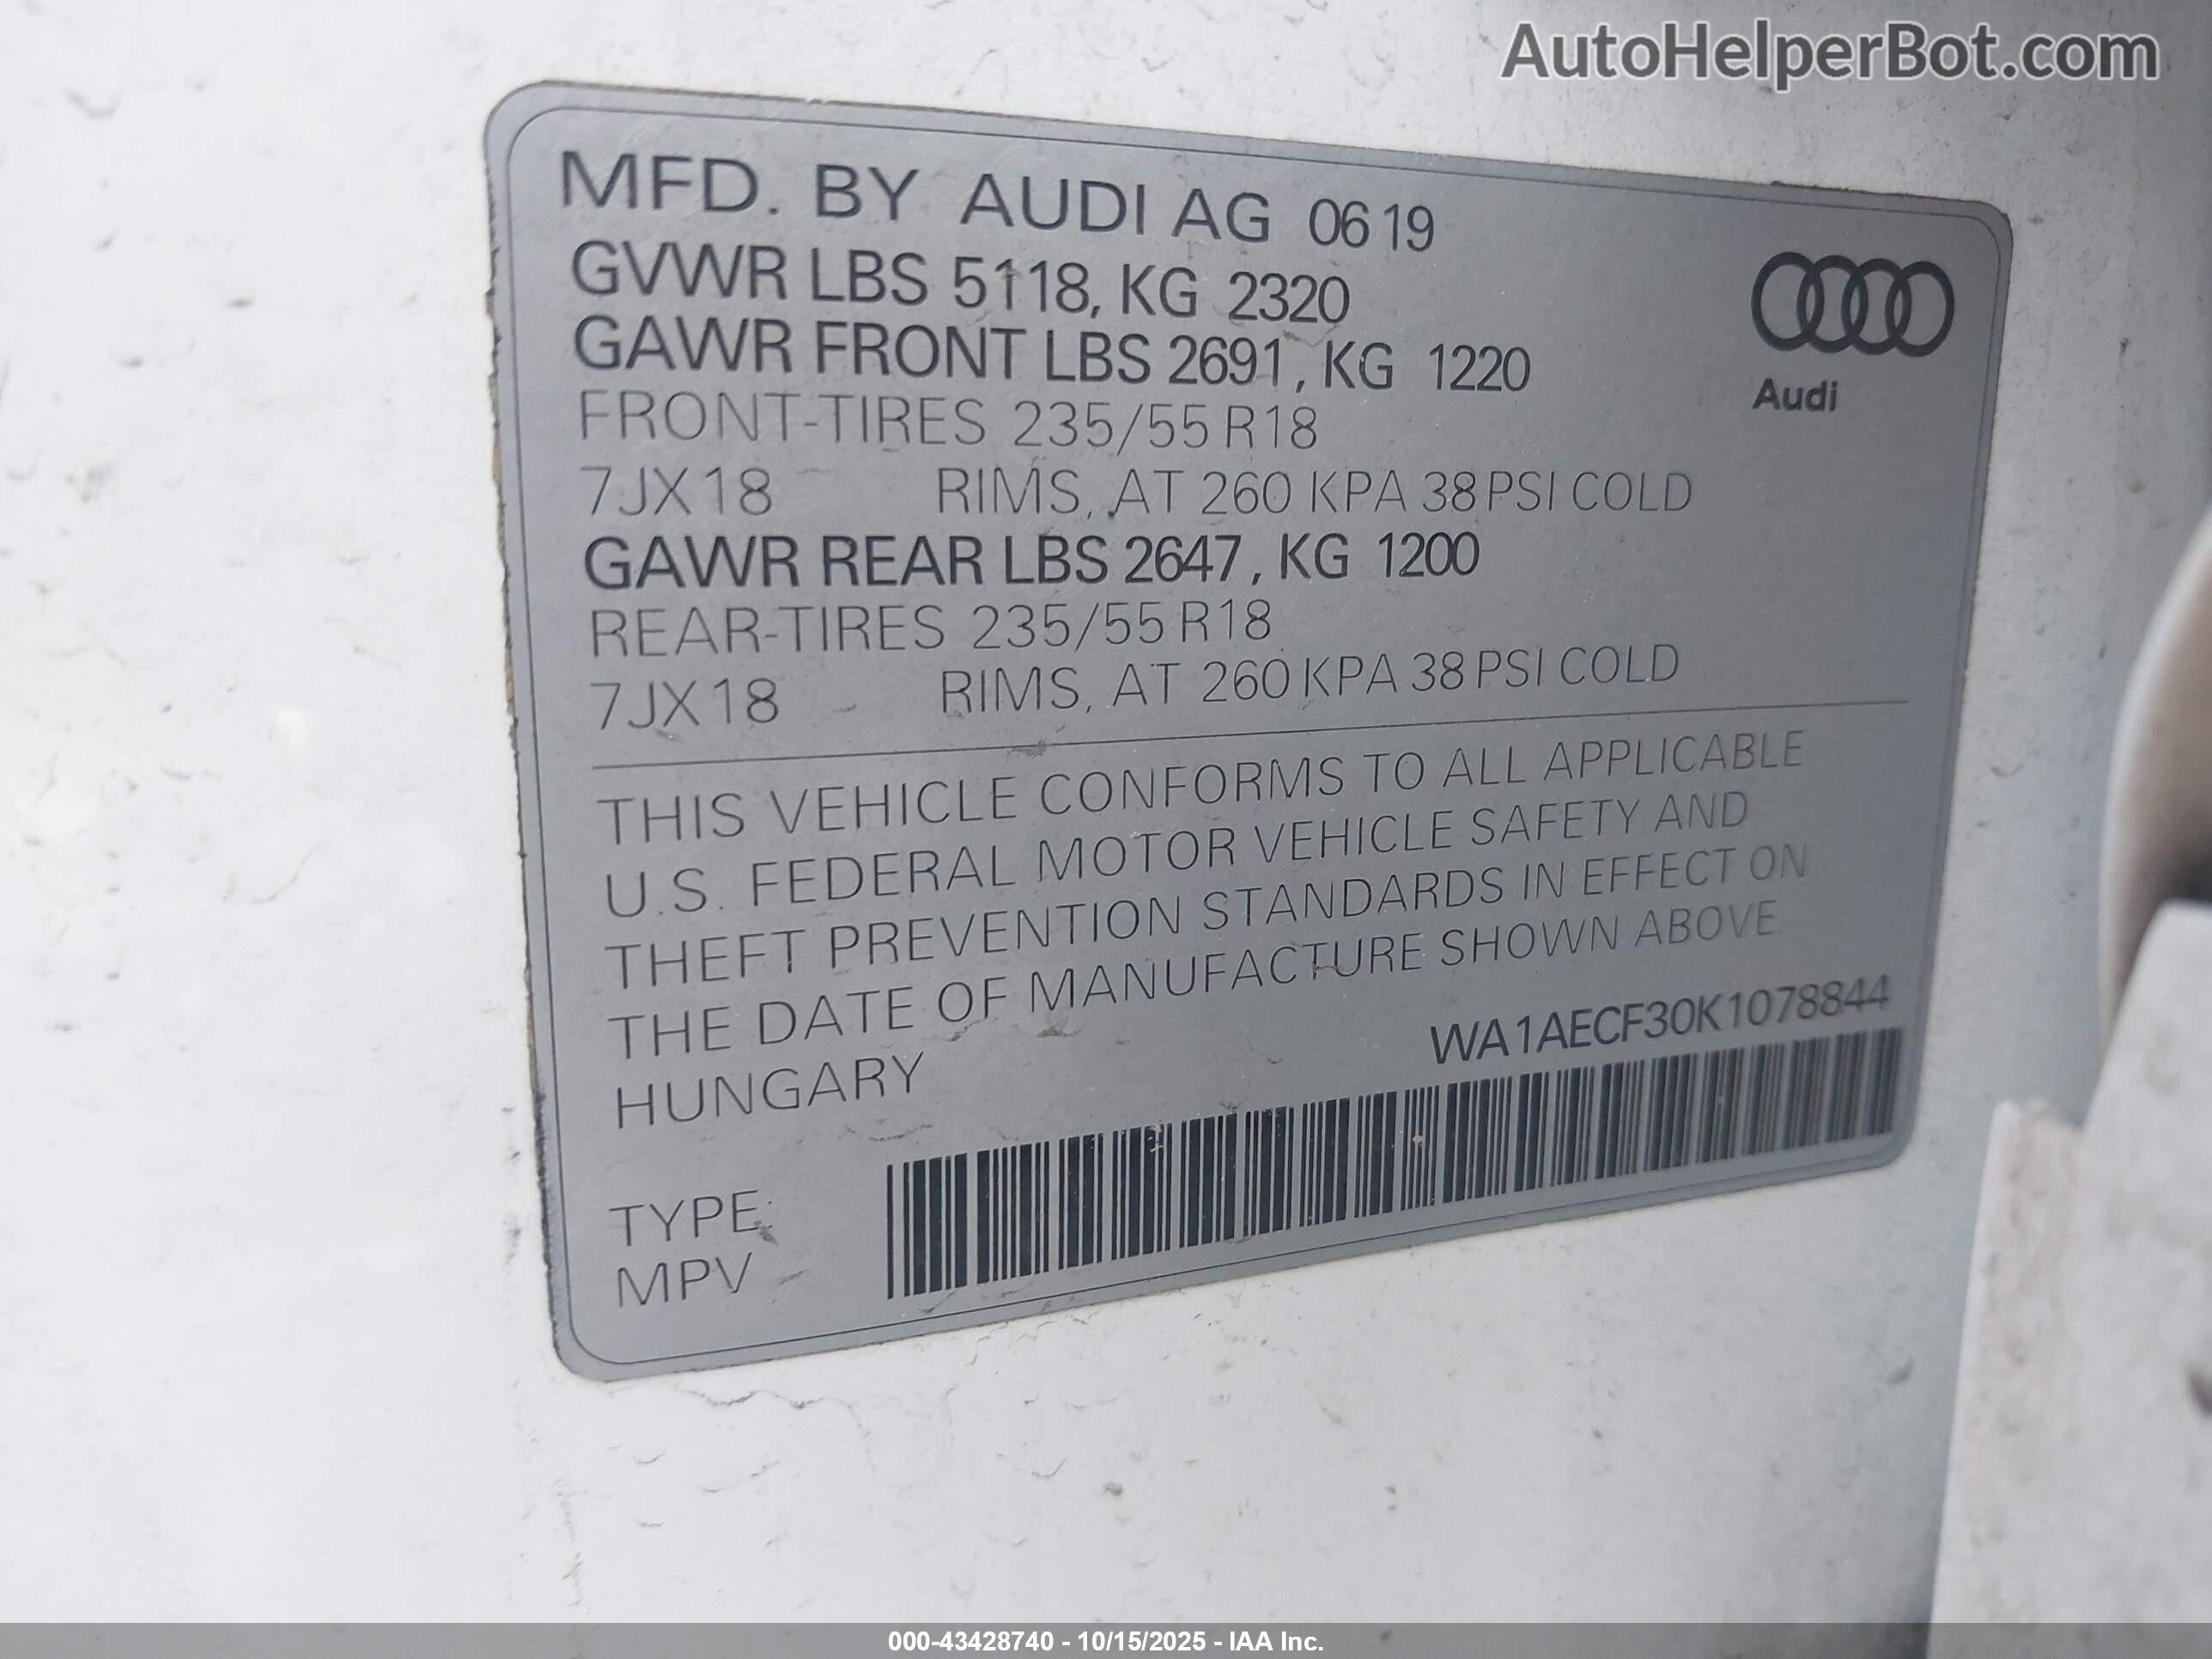 AutoHelperBot.com
MFD. BY AUDI AG 0619
GVWR LBS 5118, KG 2320
GAWR FRONT LBS 2691, KG 1220
FRONT-TIRES 235/55 R18
7JX18 RIMS, AT 260 KPA 38 PSI COLD
GAWR REAR LBS 2647, KG 1200
REAR-TIRES 235/55 R18
7JX18 RIMS, AT 260 KPA 38 PSI COLD
Audi
THIS VEHICLE CONFORMS TO ALL APPLICABLE
U.S. FEDERAL MOTOR VEHICLE SAFETY AND
THEFT PREVENTION STANDARDS IN EFFECT ON
THE DATE OF MANUFACTURE SHOWN ABOVE
HUNGARY
WA1AECF30K1078844
TYPE:
MPV
000-43428740 - 10/15/2025 - IAA Inc.